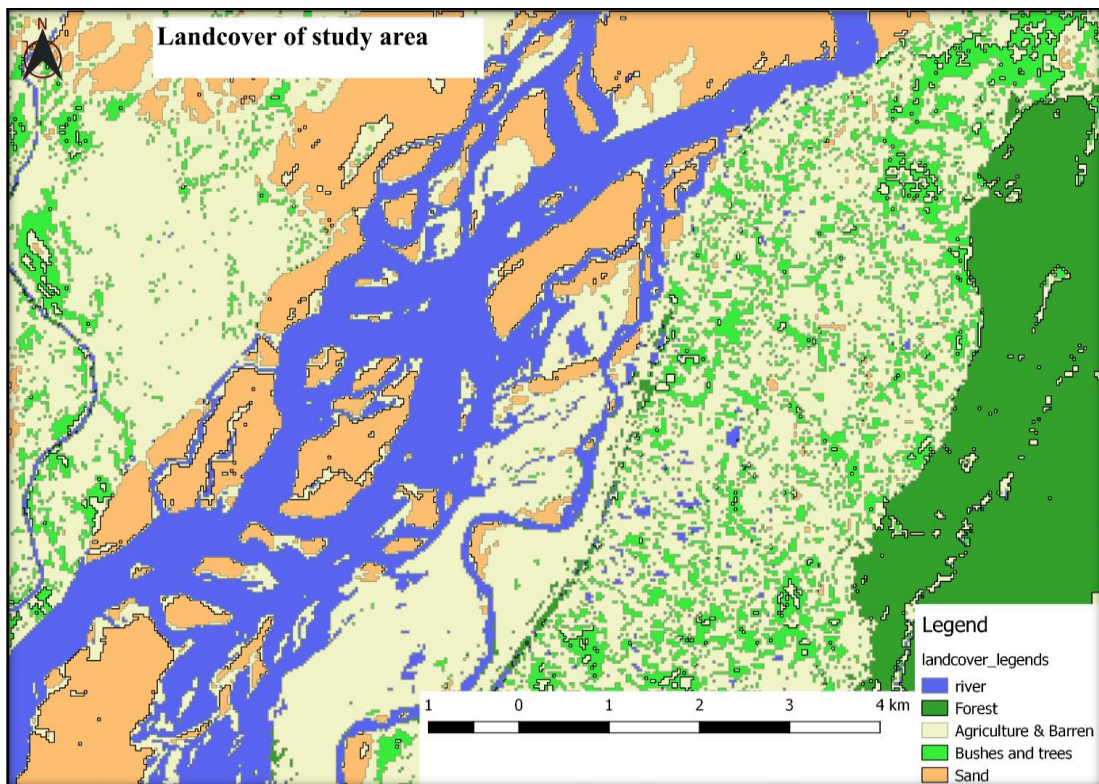 N
Landcover of study area
Legend
landcover_legends
river
Forest
Agriculture & Barren
Bushes and trees
Sand
1 0 1 2 3 4 km